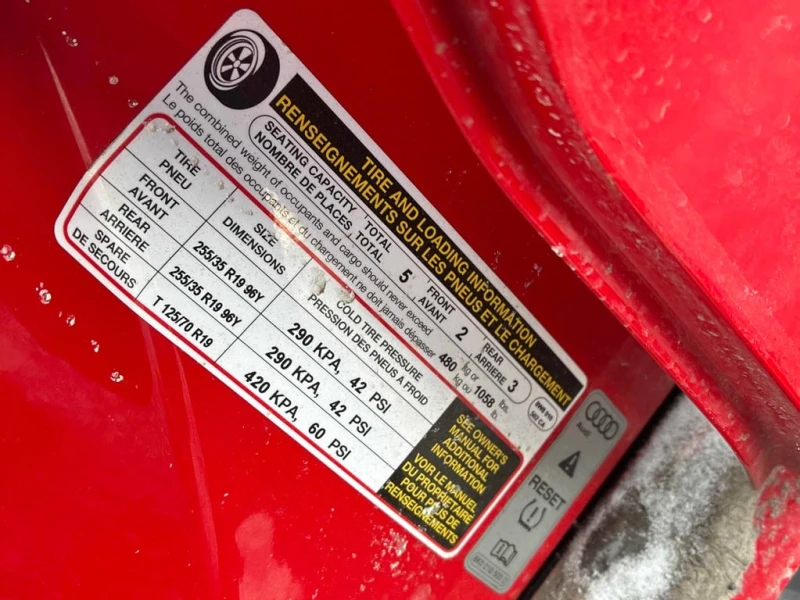 TIRE AND LOADING INFORMATION
RENSEIGNEMENTS SUR LES PNEUS ET LE CHARGEMENT
SEATING CAPACITY TOTAL 5 FRONT 2 REAR 3
NOMBRE DE PLACES, TOTAL AVANT ARRIERE
The combined weight of occupants and cargo should never exceed 480 kg or 1058 lbs.
Le poids total des occupants et du chargement ne doit jamais dépasser kg ou lb.
TIRE SIZE COLD TIRE PRESSURE
PNEU DIMENSIONS PRESSION DES PNEUS A FROID
FRONT
AVANT 255/35 R19 96Y 290 KPA, 42 PSI
REAR
ARRIERE 255/35 R19 96Y 290 KPA, 42 PSI
SPARE
DE SECOURS T 125/70 R19 420 KPA, 60 PSI
SEE OWNER'S
MANUAL FOR
ADDITIONAL
INFORMATION
VOIR LE MANUEL
DU PROPRIETAIRE
POUR PLUS DE
RENSEIGNEMENTS
Audi
RESET